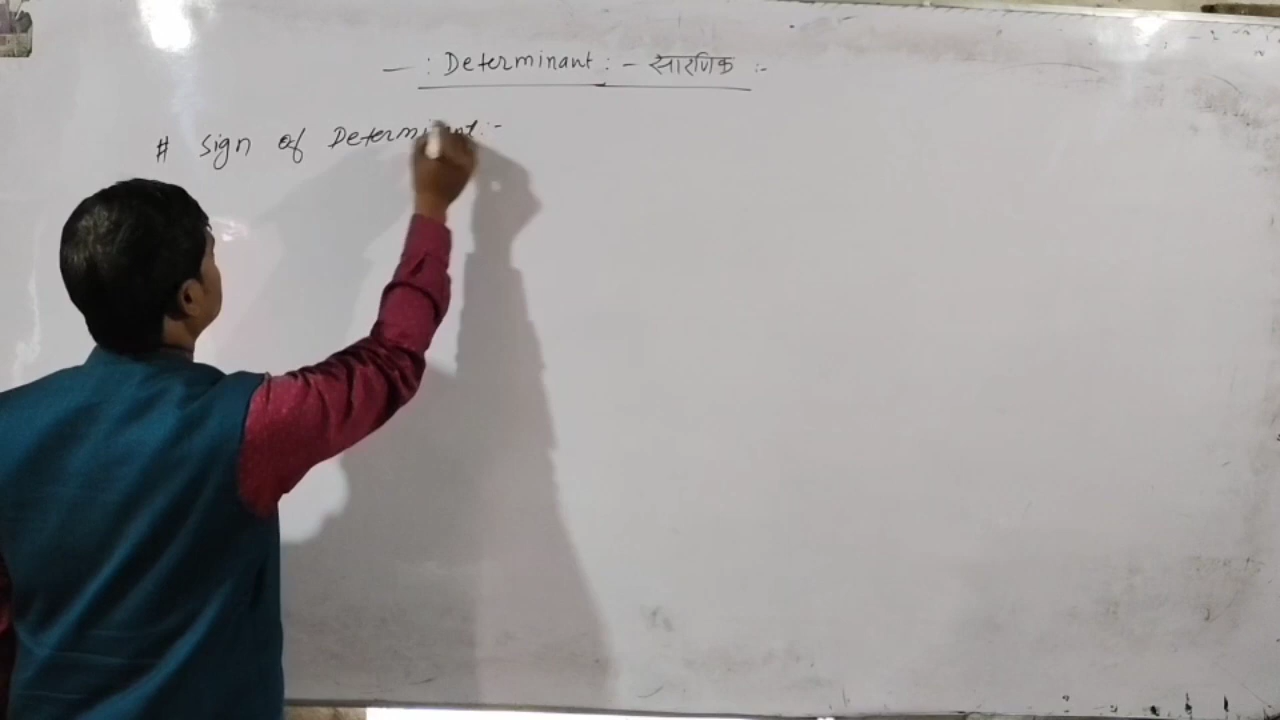 — : Determinant : - सारणिक :-
# Sign of Determinant :-